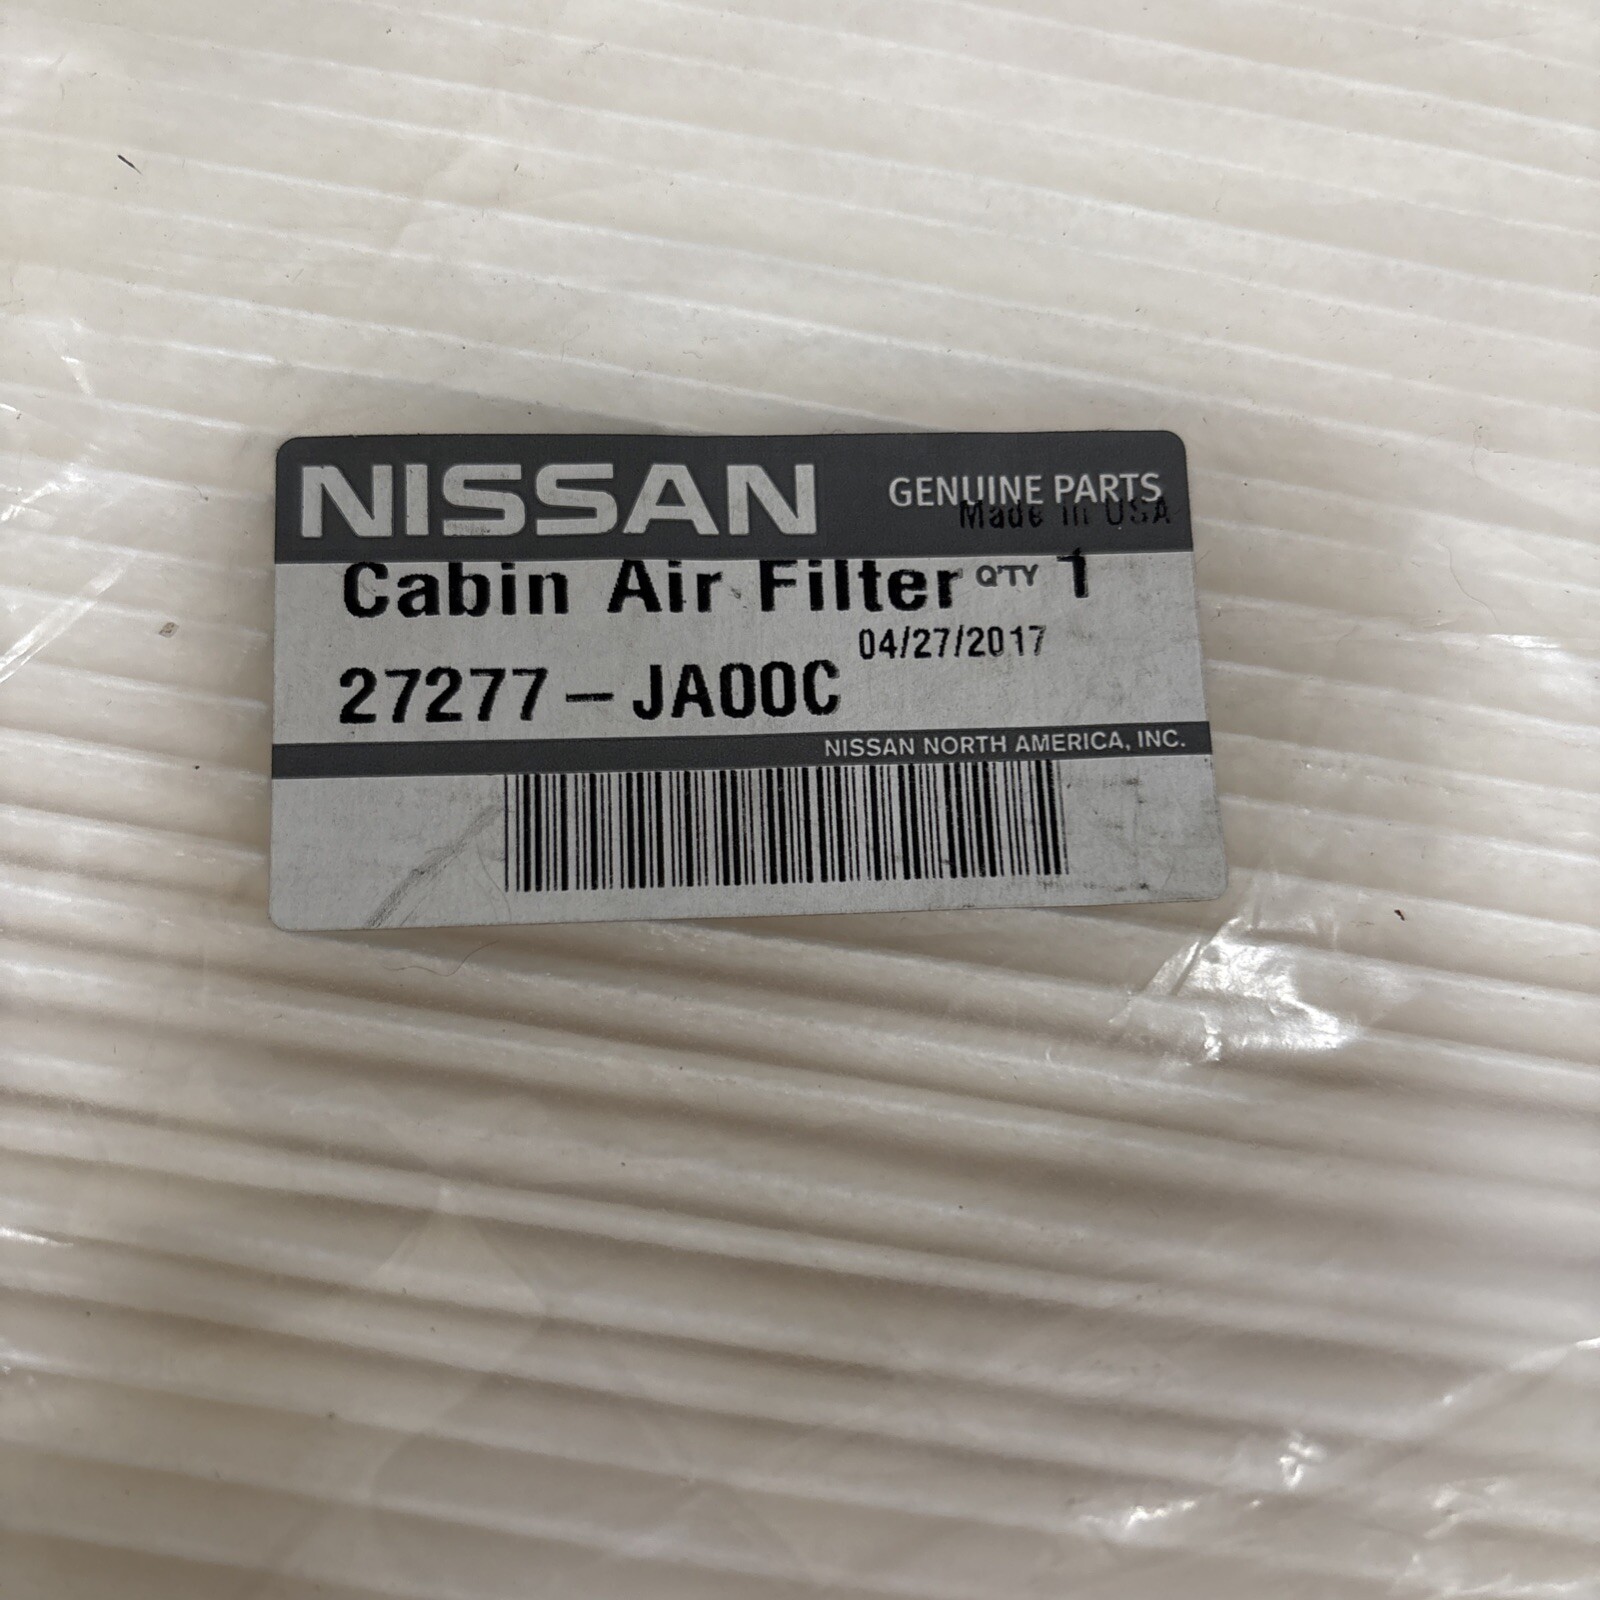 NISSAN GENUINE PARTS
Made in USA
Cabin Air Filter Q'TY 1
04/27/2017
27277-JA00C
NISSAN NORTH AMERICA, INC.